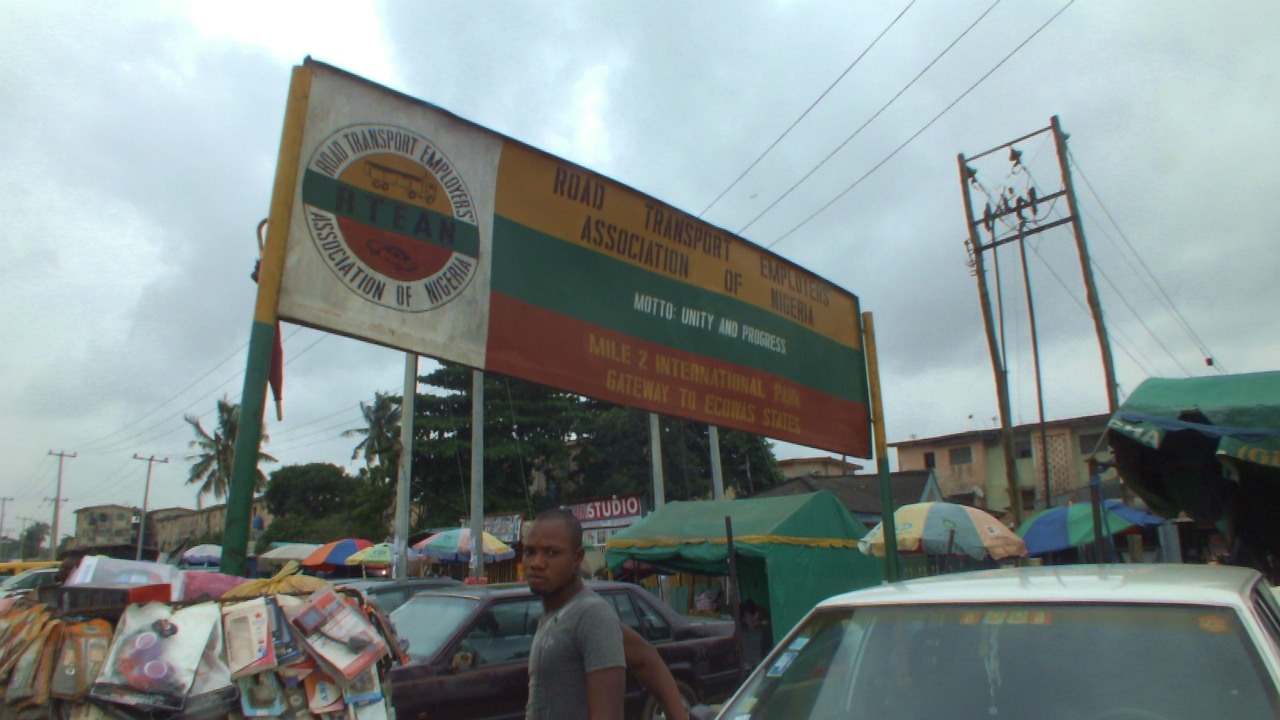 ROAD TRANSPORT EMPLOYERS'
RTEAN
ASSOCIATION OF NIGERIA
ROAD TRANSPORT EMPLOYERS
ASSOCIATION OF NIGERIA
MOTTO: UNITY AND PROGRESS
MILE 2 INTERNATIONAL PARK
GATEWAY TO ECOWAS STATES
STUDIO